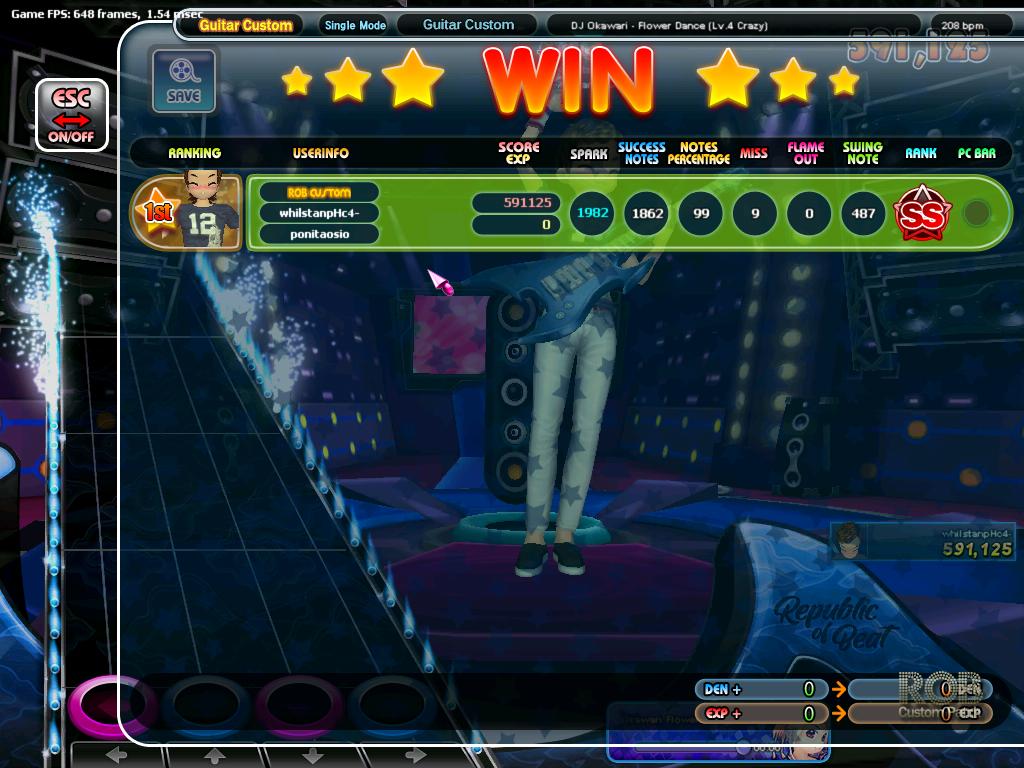 Game FPS: 648 frames, 1.54 msec
Guitar Custom
Single Mode
Guitar Custom
DJ Okawari - Flower Dance (Lv.4 Crazy)
208 bpm
591,125
SAVE
WIN
ESC
ON/OFF
RANKING
USERINFO
SCORE
EXP
SPARK
SUCCESS
NOTES
NOTES
PERCENTAGE
MISS
FLAME
OUT
SWING
NOTE
RANK
PC BAR
1st
12
ROB CUSTOM
whilstanpHc4-
ponitaosio
591125
0
1982
1862
99
9
0
487
SS
whilstanpHc4-
591,125
Republic
of Beat
DEN + 0
0 DEN
EXP + 0
0 EXP
ROB